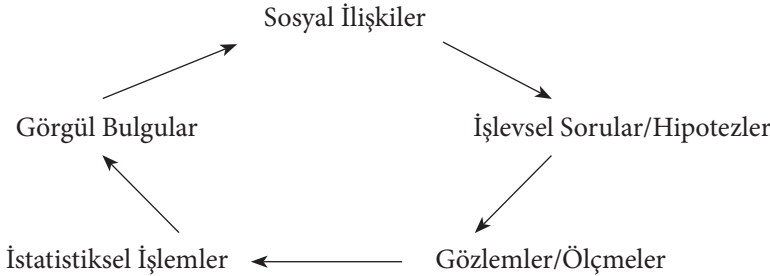 Sosyal İlişkiler
Görgül Bulgular
İşlevsel Sorular/Hipotezler
İstatistiksel İşlemler
Gözlemler/Ölçmeler